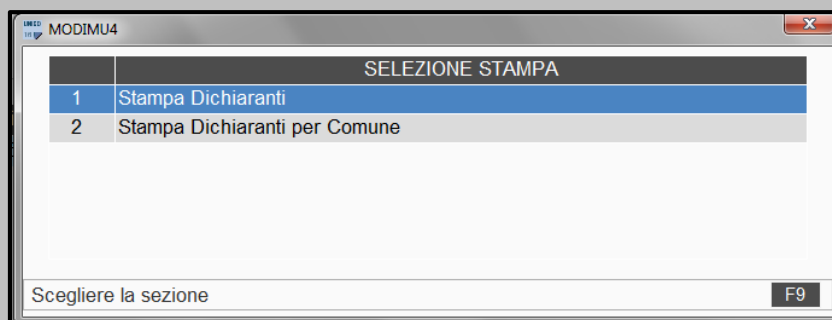 MODIMU4
SELEZIONE STAMPA
1 Stampa Dichiaranti
2 Stampa Dichiaranti per Comune
Scegliere la sezione F9